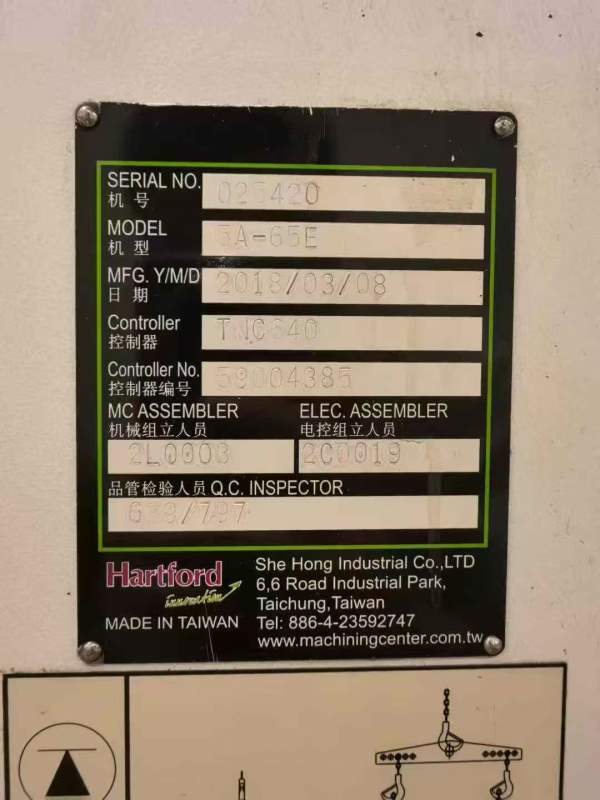 SERIAL NO.
机 号
MODEL
机 型
5A-65E
MFG. Y/M/D
日 期
2018/03/08
Controller
控制器
TNC640
Controller No.
控制器编号
59004385
MC ASSEMBLER ELEC. ASSEMBLER
机械组立人员 电控组立人员
2L0003 2C0019
品管检验人员 Q.C. INSPECTOR
Hartford
innovation
MADE IN TAIWAN
She Hong Industrial Co.,LTD
6,6 Road Industrial Park,
Taichung,Taiwan
Tel: 886-4-23592747
www.machiningcenter.com.tw